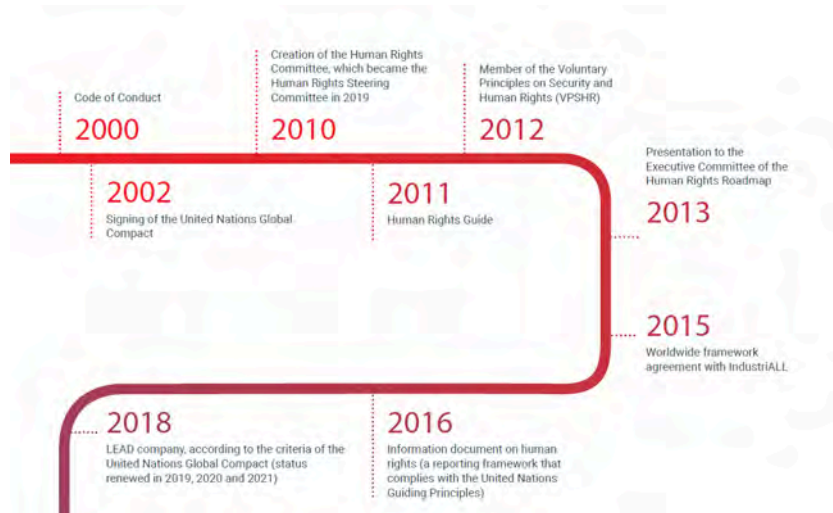 Code of Conduct
2000
Creation of the Human Rights
Committee, which became the
Human Rights Steering
Committee in 2019
2010
Member of the Voluntary
Principles on Security and
Human Rights (VPSHR)
2012
2002
Signing of the United Nations Global
Compact
2011
Human Rights Guide
Presentation to the
Executive Committee of the
Human Rights Roadmap
2013
2015
Worldwide framework
agreement with IndustriALL
2016
Information document on human
rights (a reporting framework that
complies with the United Nations
Guiding Principles)
2018
LEAD company, according to the criteria of the
United Nations Global Compact (status
renewed in 2019, 2020 and 2021)